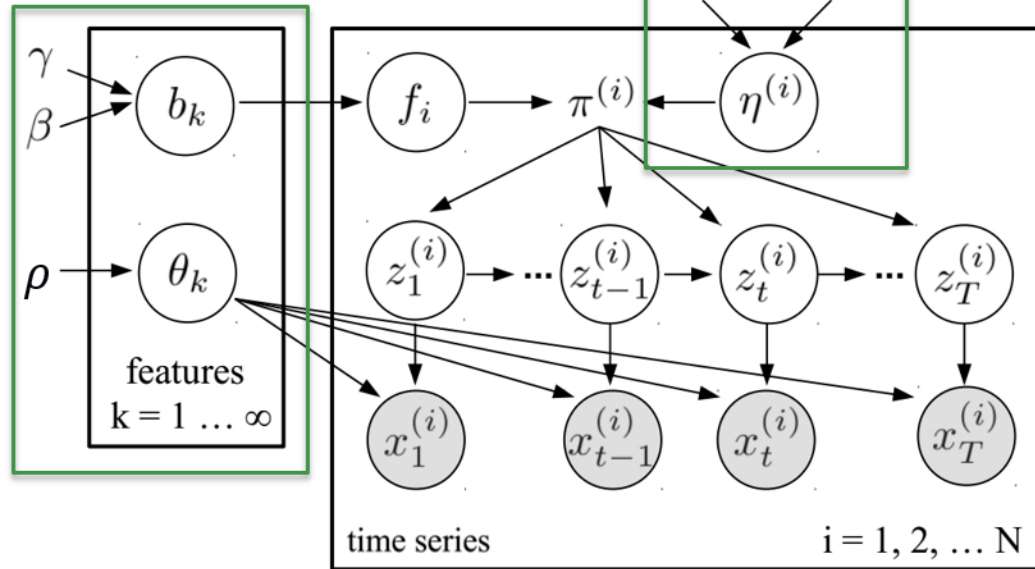 γ
β
b_k
f_i
π^{(i)}
η^{(i)}
ρ
θ_k
z_1^{(i)} ... z_{t-1}^{(i)} z_t^{(i)} ... z_T^{(i)}
features
k = 1 … ∞
x_1^{(i)} x_{t-1}^{(i)} x_t^{(i)} x_T^{(i)}
time series
i = 1, 2, … N